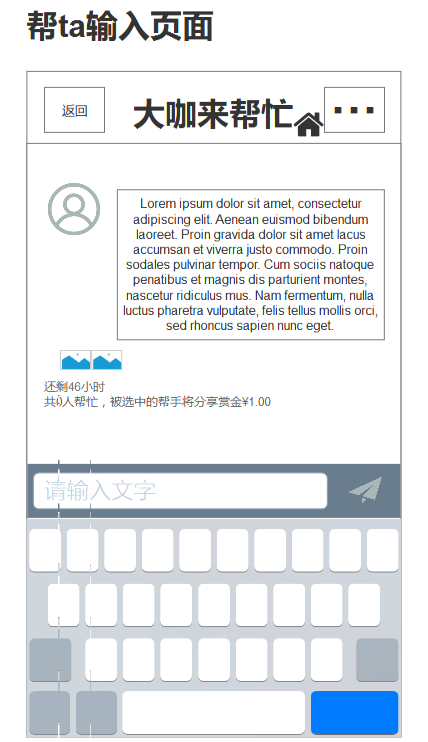 帮ta输入页面
返回 大咖来帮忙 ...
Lorem ipsum dolor sit amet, consectetur
adipiscing elit. Aenean euismod bibendum
laoreet. Proin gravida dolor sit amet lacus
accumsan et viverra justo commodo. Proin
sodales pulvinar tempor. Cum sociis natoque
penatibus et magnis dis parturient montes,
nascetur ridiculus mus. Nam fermentum, nulla
luctus pharetra vulputate, felis tellus mollis orci,
sed rhoncus sapien nunc eget.
还剩46小时
共0人帮忙，被选中的帮手将分享赏金¥1.00
请输入文字